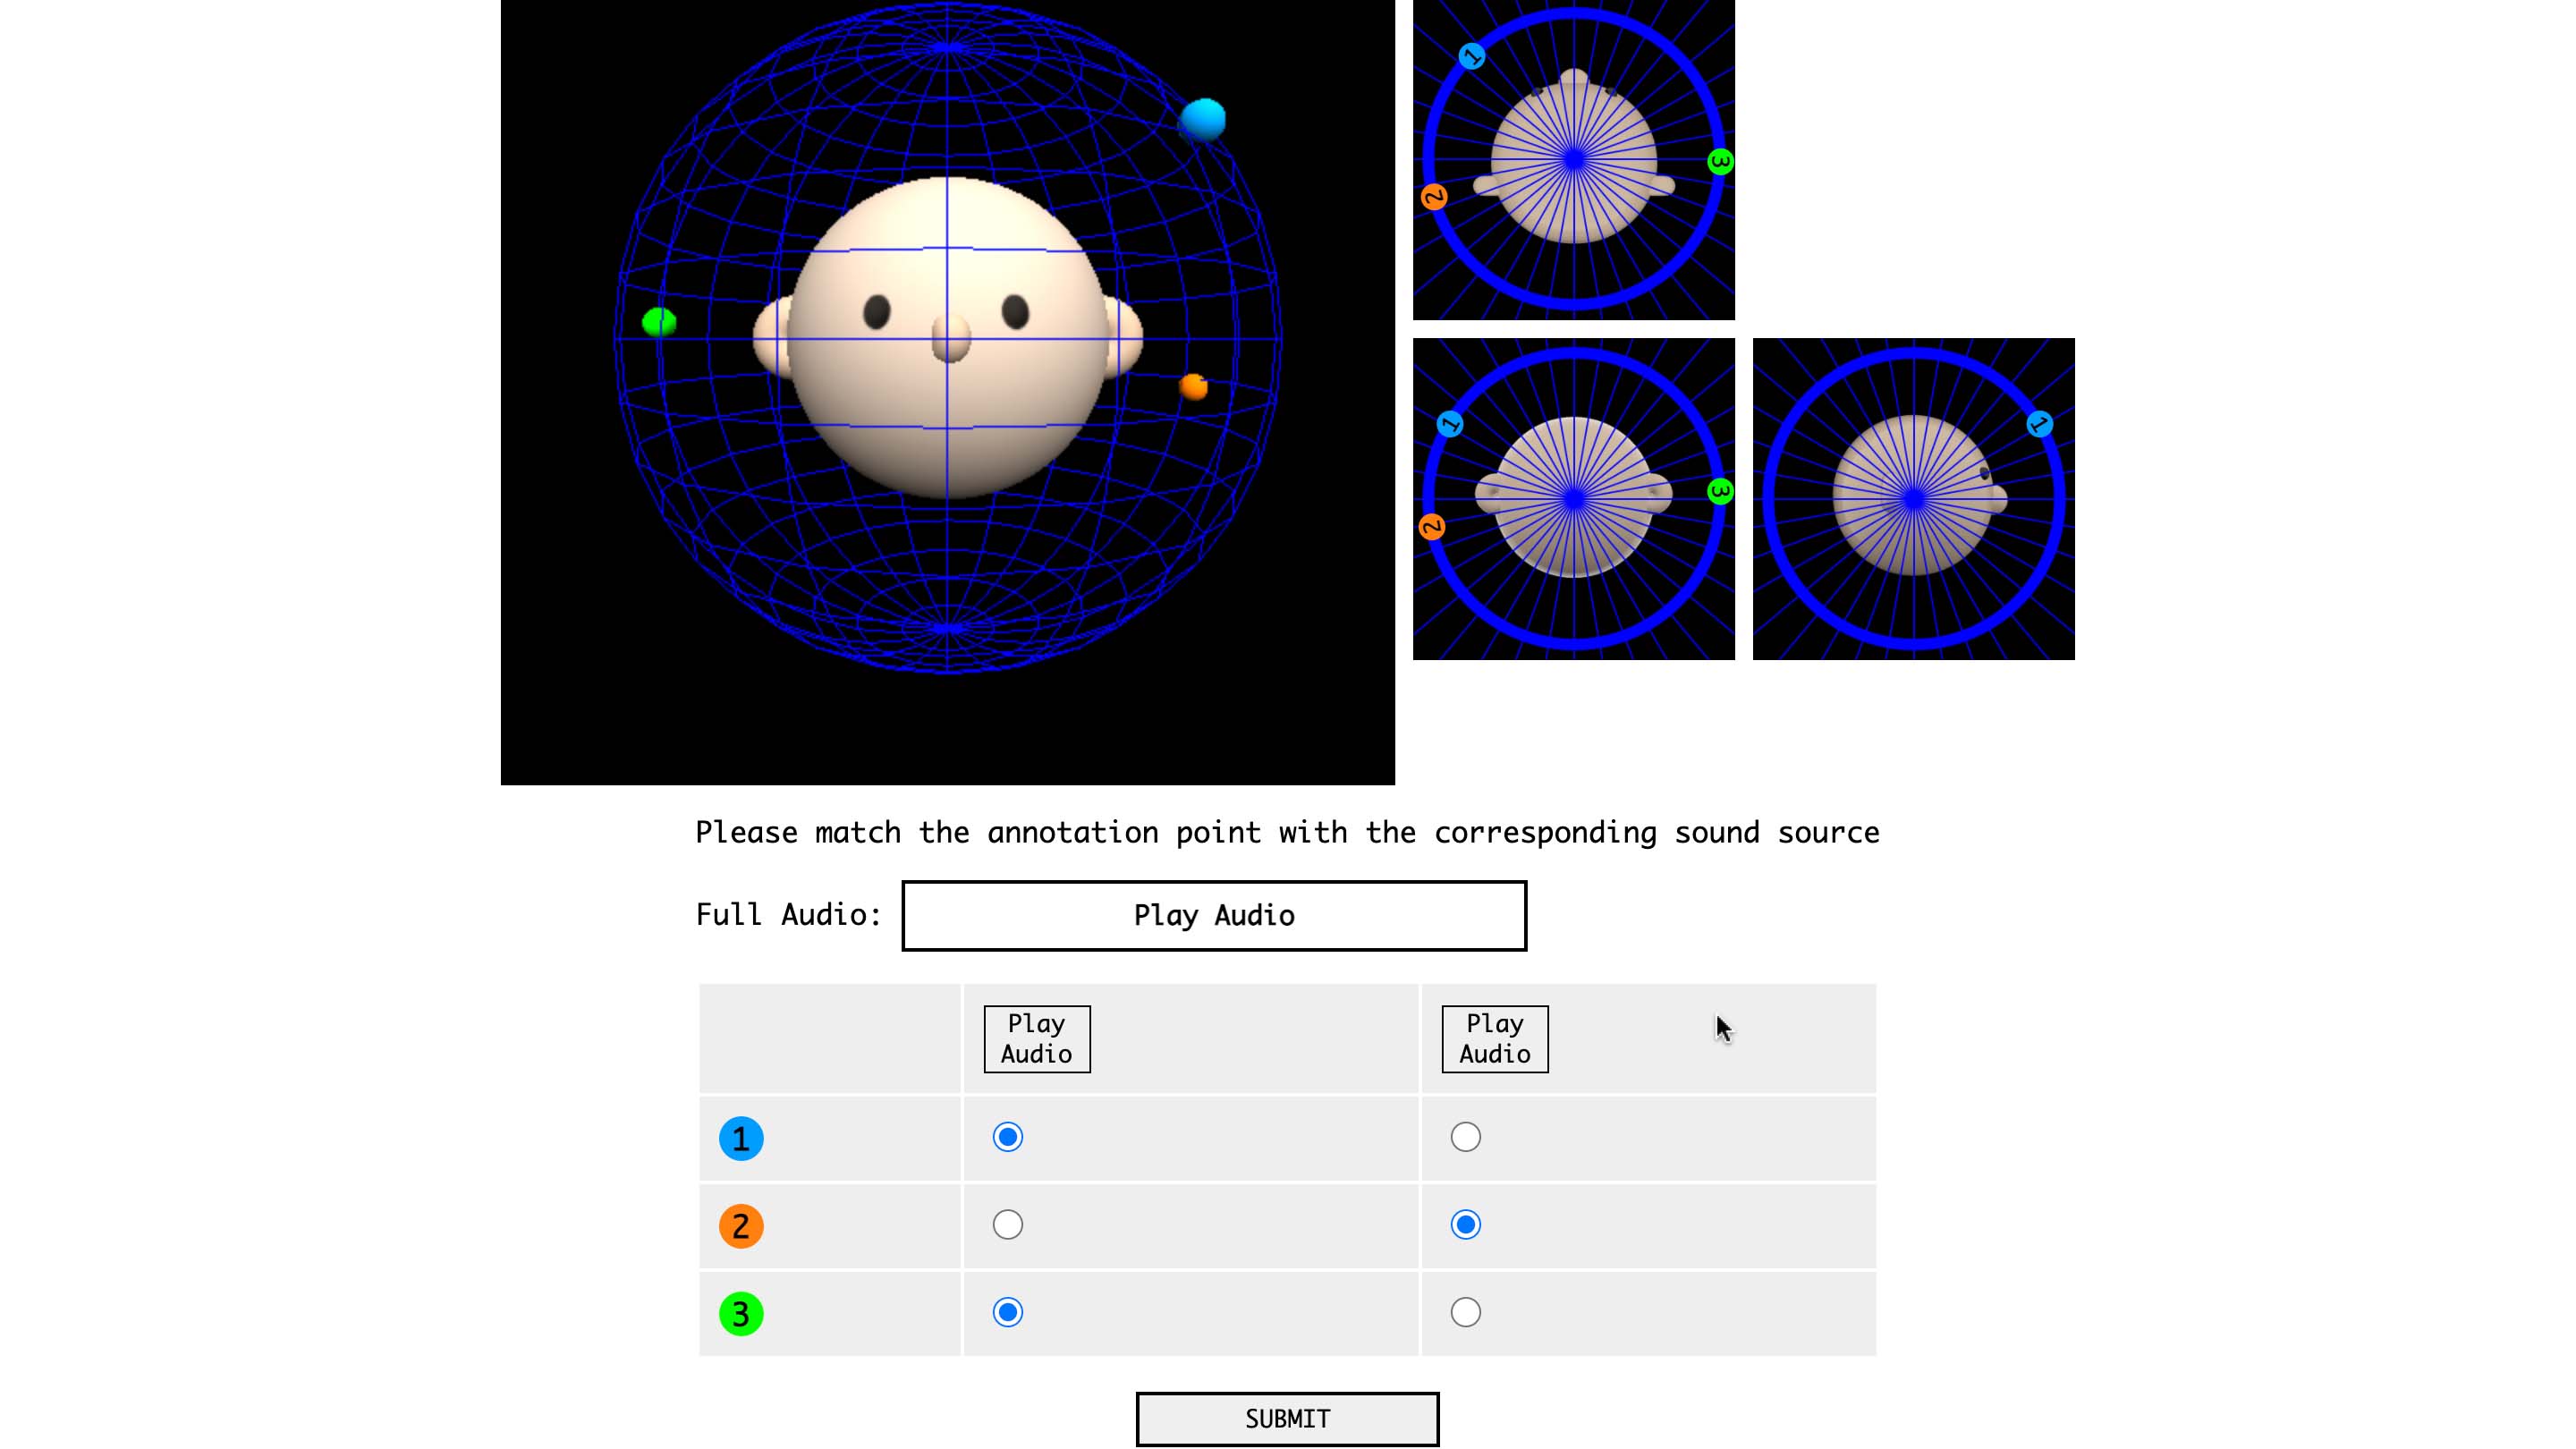 1
2
3
1
2
3
1
Please match the annotation point with the corresponding sound source
Full Audio: Play Audio
Play Audio
Play Audio
1
2
3
SUBMIT